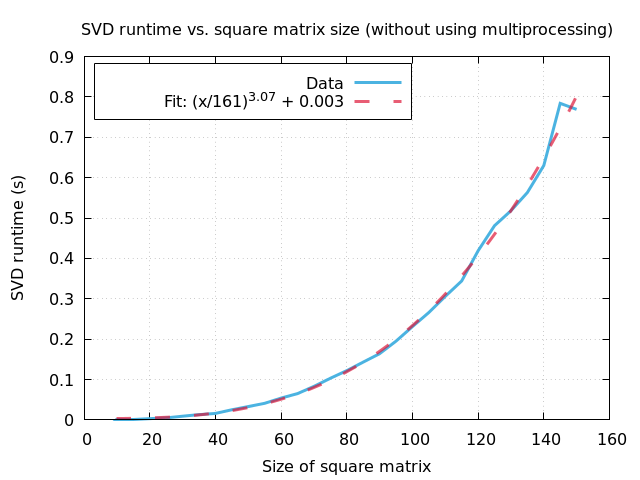 SVD runtime vs. square matrix size (without using multiprocessing)
0.9
0.8
0.7
0.6
0.5
0.4
0.3
0.2
0.1
0
Data
Fit: (x/161)^3.07 + 0.003
SVD runtime (s)
0 20 40 60 80 100 120 140 160
Size of square matrix